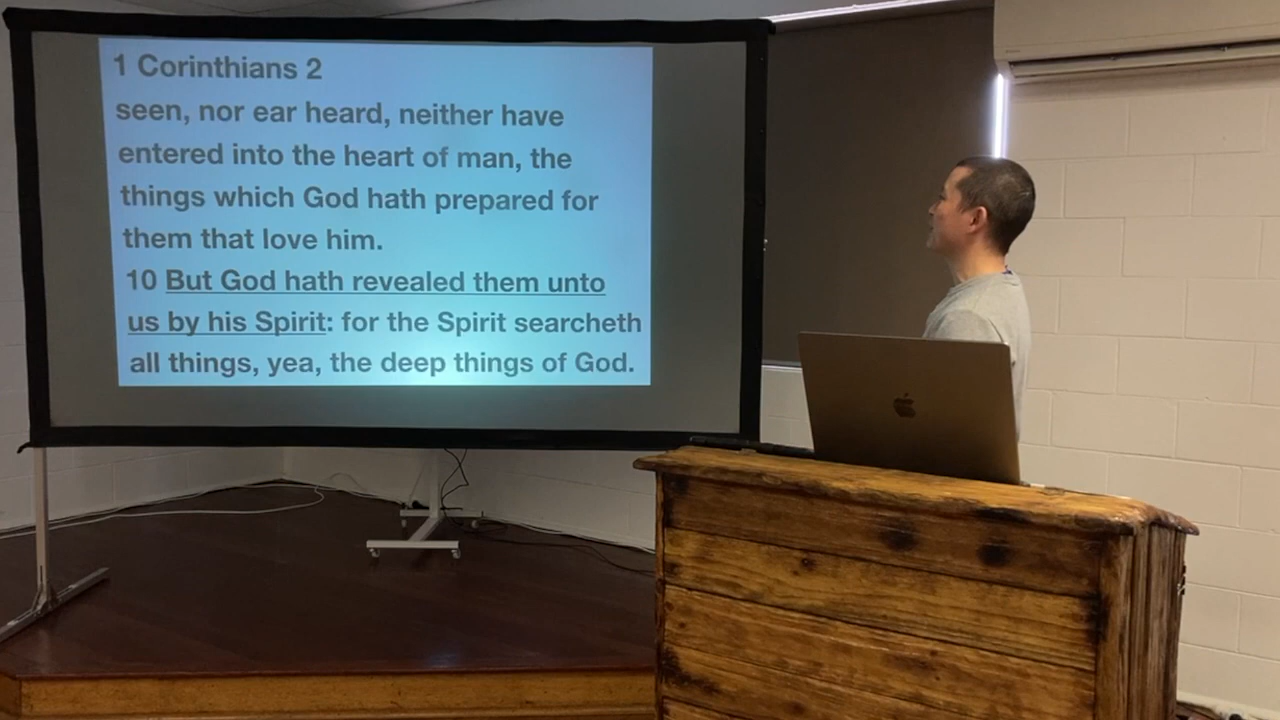 1 Corinthians 2
seen, nor ear heard, neither have
entered into the heart of man, the
things which God hath prepared for
them that love him.
10 But God hath revealed them unto
us by his Spirit: for the Spirit searcheth
all things, yea, the deep things of God.